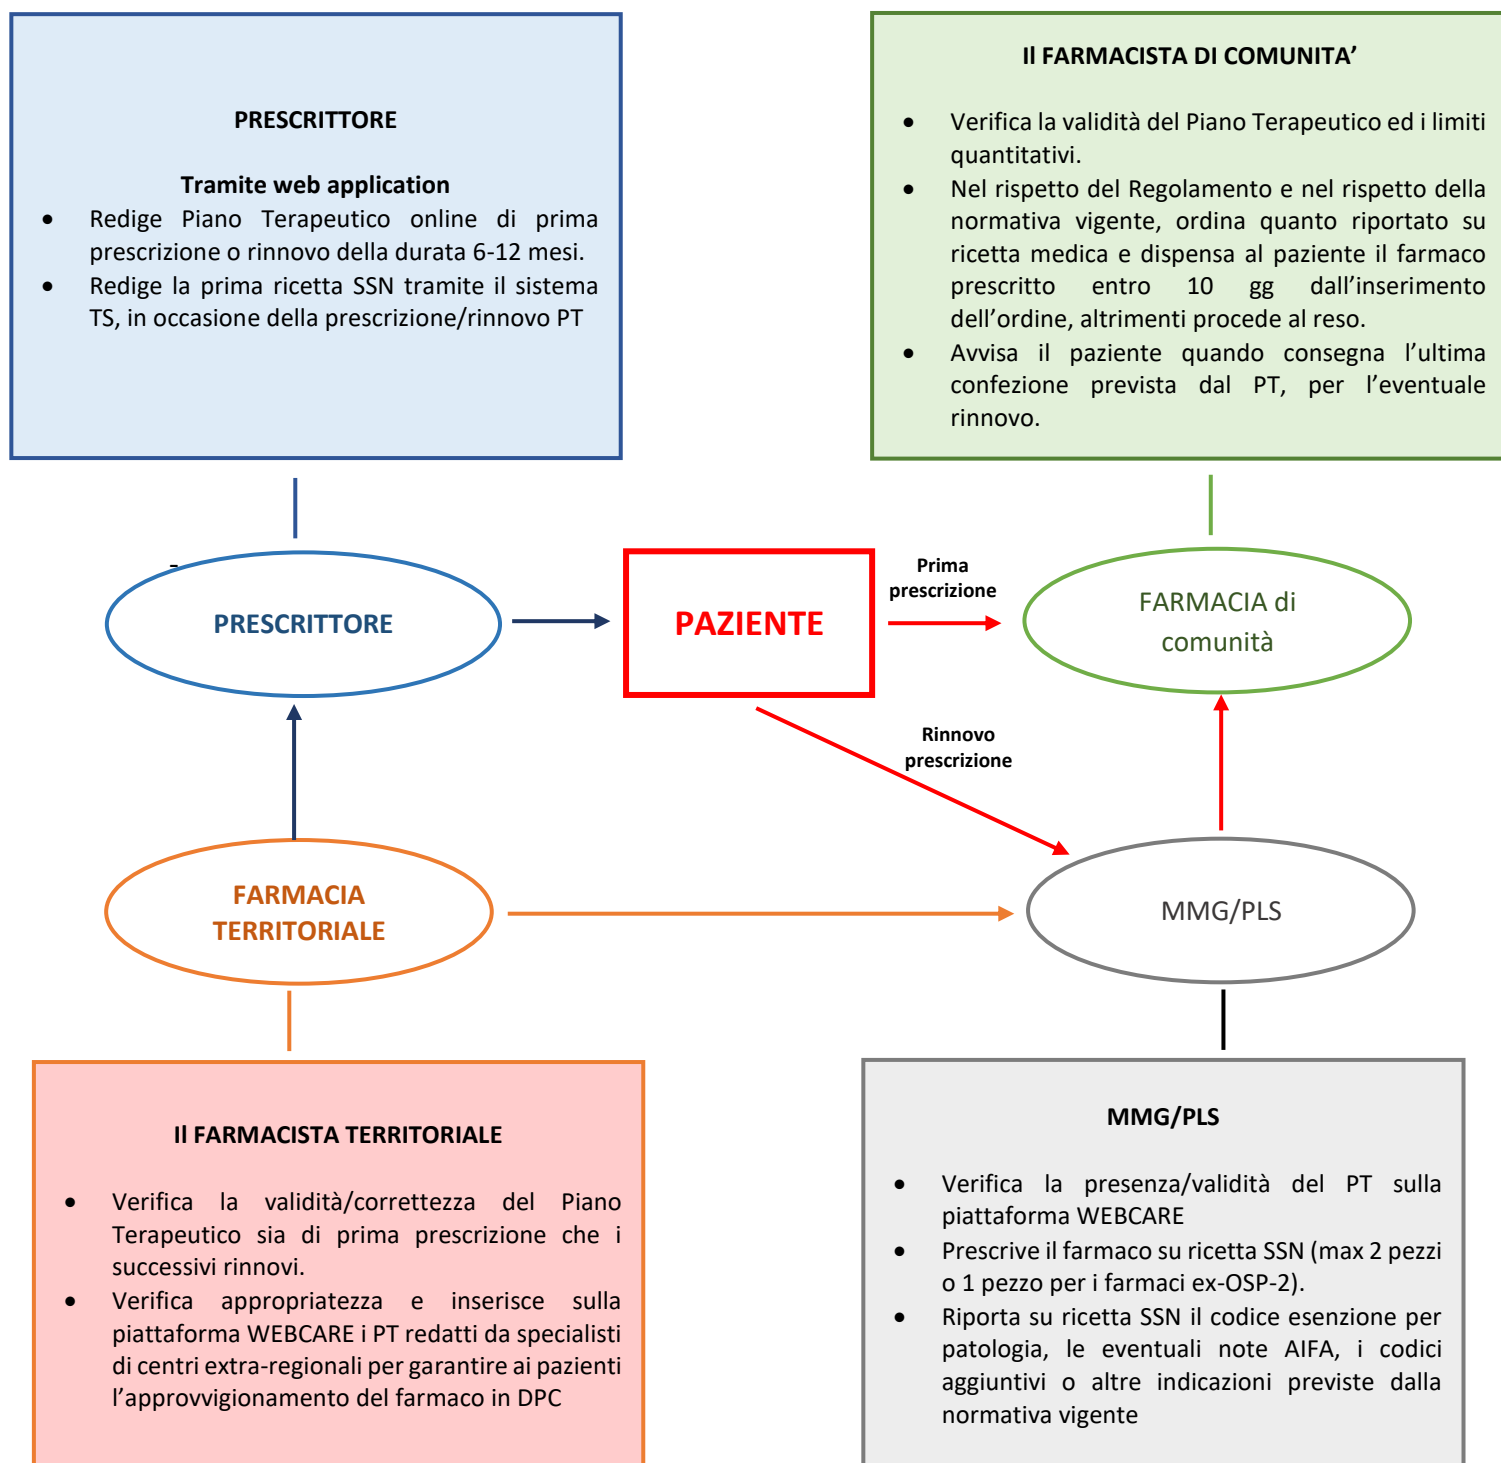 PRESCRITTORE
Tramite web application
• Redige Piano Terapeutico online di prima
prescrizione o rinnovo della durata 6-12 mesi.
• Redige la prima ricetta SSN tramite il sistema
TS, in occasione della prescrizione/rinnovo PT
Il FARMACISTA DI COMUNITA’
• Verifica la validità del Piano Terapeutico ed i limiti
quantitativi.
• Nel rispetto del Regolamento e nel rispetto della
normativa vigente, ordina quanto riportato su
ricetta medica e dispensa al paziente il farmaco
prescritto entro 10 gg dall’inserimento
dell’ordine, altrimenti procede al reso.
• Avvisa il paziente quando consegna l’ultima
confezione prevista dal PT, per l’eventuale
rinnovo.
-
PRESCRITTORE
PAZIENTE
Prima
prescrizione
FARMACIA di
comunità
Rinnovo
prescrizione
FARMACIA
TERRITORIALE
MMG/PLS
Il FARMACISTA TERRITORIALE
• Verifica la validità/correttezza del Piano
Terapeutico sia di prima prescrizione che i
successivi rinnovi.
• Verifica appropriatezza e inserisce sulla
piattaforma WEBCARE i PT redatti da specialisti
di centri extra-regionali per garantire ai pazienti
l’approvvigionamento del farmaco in DPC
MMG/PLS
• Verifica la presenza/validità del PT sulla
piattaforma WEBCARE
• Prescrive il farmaco su ricetta SSN (max 2 pezzi
o 1 pezzo per i farmaci ex-OSP-2).
• Riporta su ricetta SSN il codice esenzione per
patologia, le eventuali note AIFA, i codici
aggiuntivi o altre indicazioni previste dalla
normativa vigente